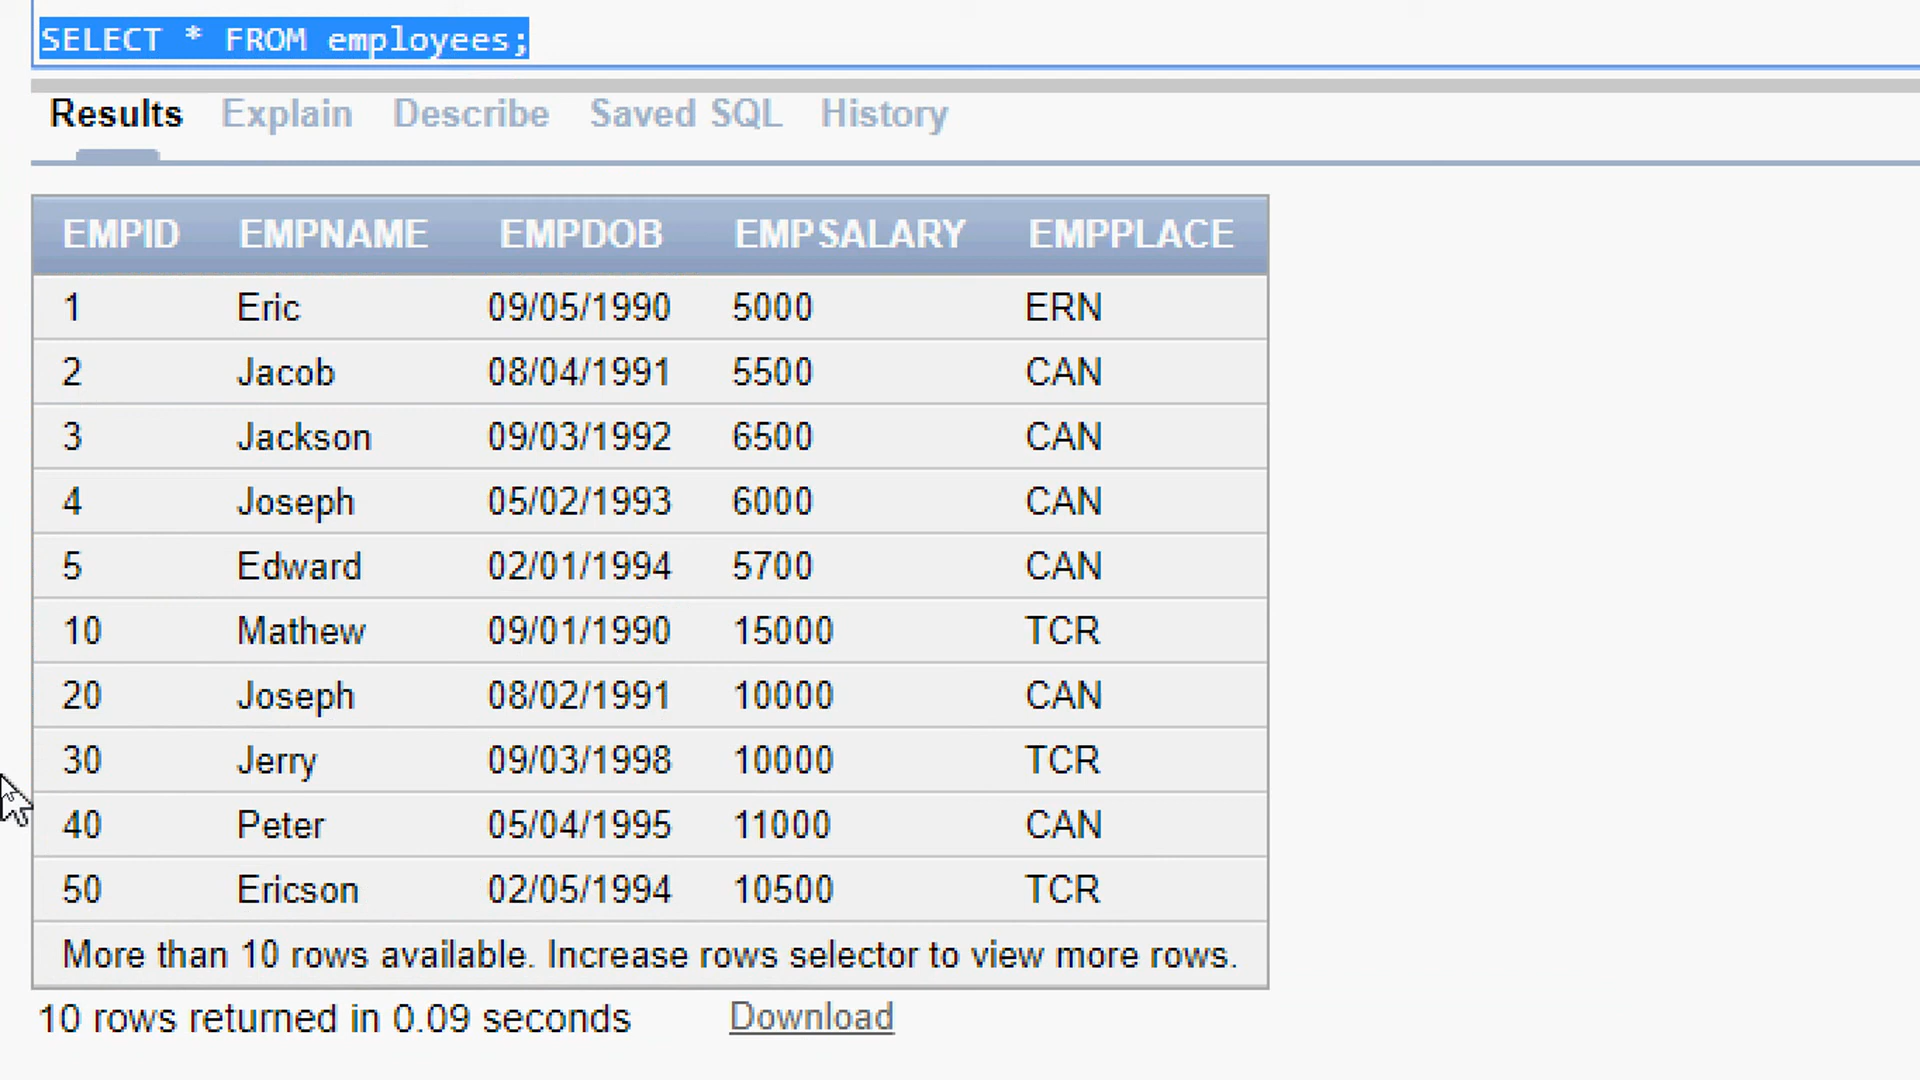 SELECT * FROM employees;
Results Explain Describe Saved SQL History
EMPID EMPNAME EMPDOB EMPSALARY EMPPLACE
1 Eric 09/05/1990 5000 ERN
2 Jacob 08/04/1991 5500 CAN
3 Jackson 09/03/1992 6500 CAN
4 Joseph 05/02/1993 6000 CAN
5 Edward 02/01/1994 5700 CAN
10 Mathew 09/01/1990 15000 TCR
20 Joseph 08/02/1991 10000 CAN
30 Jerry 09/03/1998 10000 TCR
40 Peter 05/04/1995 11000 CAN
50 Ericson 02/05/1994 10500 TCR
More than 10 rows available. Increase rows selector to view more rows.
10 rows returned in 0.09 seconds Download